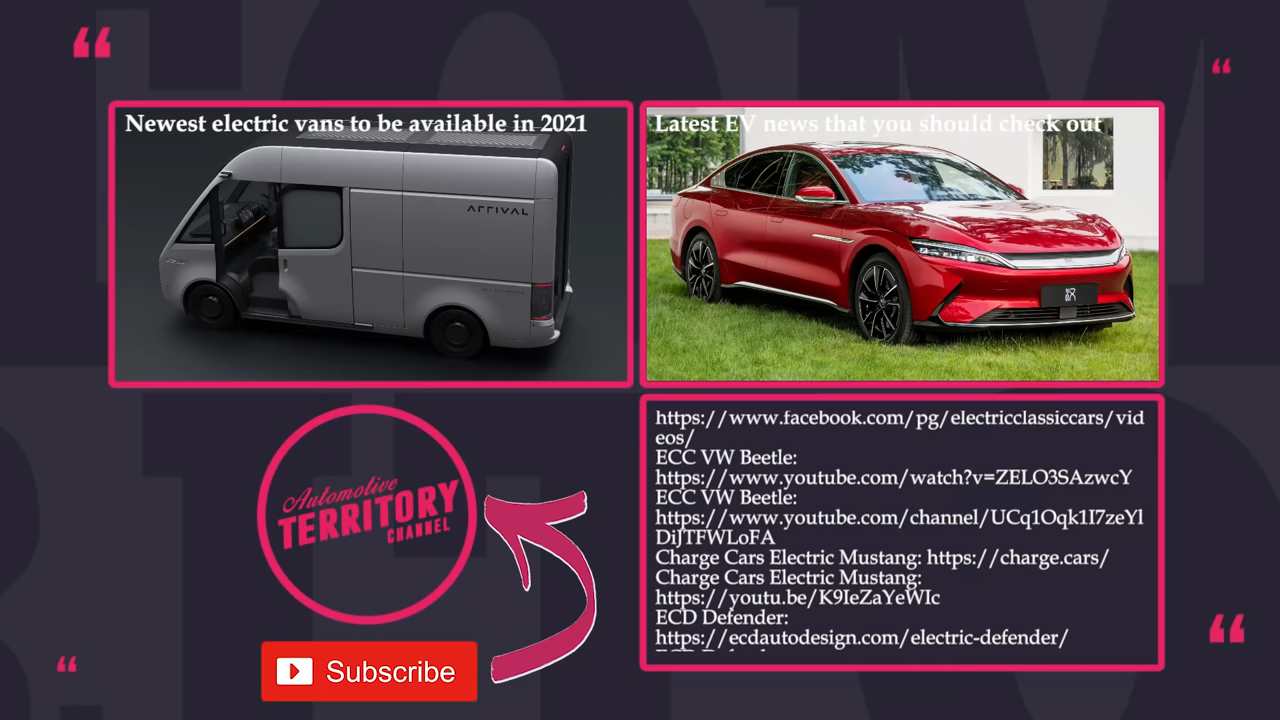 Newest electric vans to be available in 2021
ARRIVAL
Latest EV news that you should check out
https://www.facebook.com/pg/electricclassiccars/vid
eos/
ECC VW Beetle:
https://www.youtube.com/watch?v=ZELO3SAzwcY
ECC VW Beetle:
https://www.youtube.com/channel/UCq1Oqk1I7zeYl
DiJTFWLoFA
Charge Cars Electric Mustang: https://charge.cars/
Charge Cars Electric Mustang:
https://youtu.be/K9IeZaYeWIc
ECD Defender:
https://ecdautodesign.com/electric-defender/
Automotive
TERRITORY
CHANNEL
Subscribe